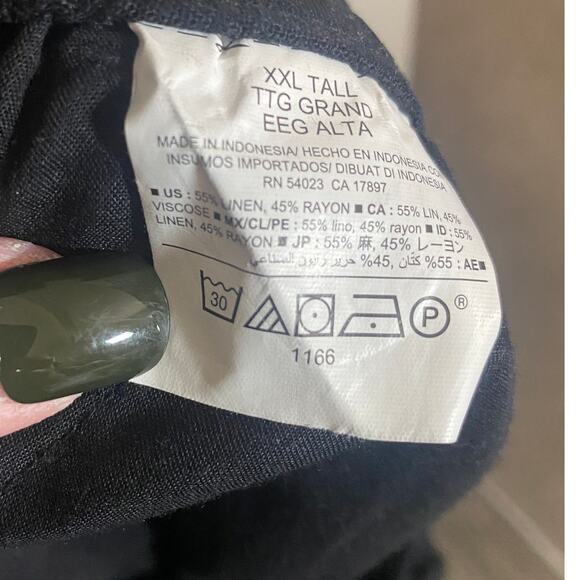 XXL TALL
TTG GRAND
EEG ALTA
MADE IN INDONESIA/ HECHO EN INDONESIA CO
INSUMOS IMPORTADOS/ DIBUAT DI INDONESIA
RN 54023 CA 17897
■ US : 55% LINEN, 45% RAYON ■ CA : 55% LIN, 45%
VISCOSE ■ MX/CL/PE : 55% lino, 45% rayon ■ ID : 55%
LINEN, 45% RAYON ■ JP : 55% 麻, 45% レーヨン
■AE : 55% كتان, 45% حرير رايون الصناعي
30 P ®
1166